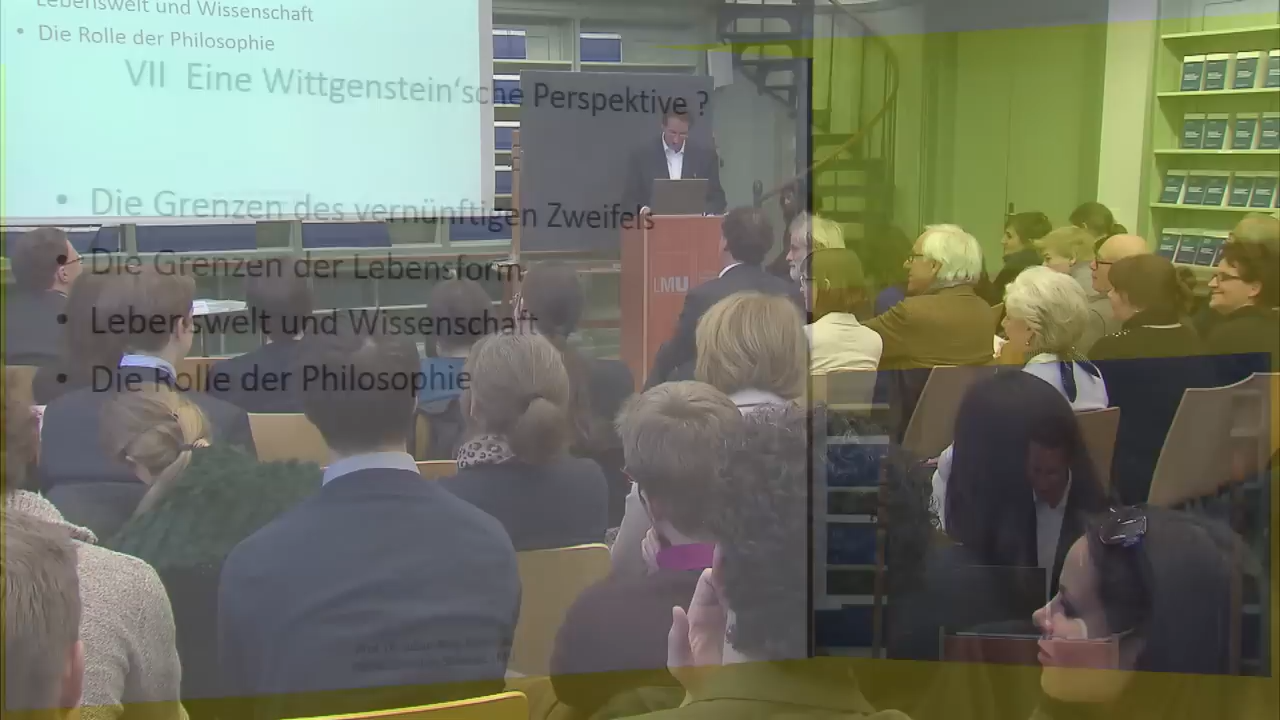 Lebenswelt und Wissenschaft
• Die Rolle der Philosophie
VII Eine Wittgenstein‘sche Perspektive ?
• Die Grenzen des vernünftigen Zweifels
• Die Grenzen der Lebensform
• Lebenswelt und Wissenschaft
• Die Rolle der Philosophie
LMU